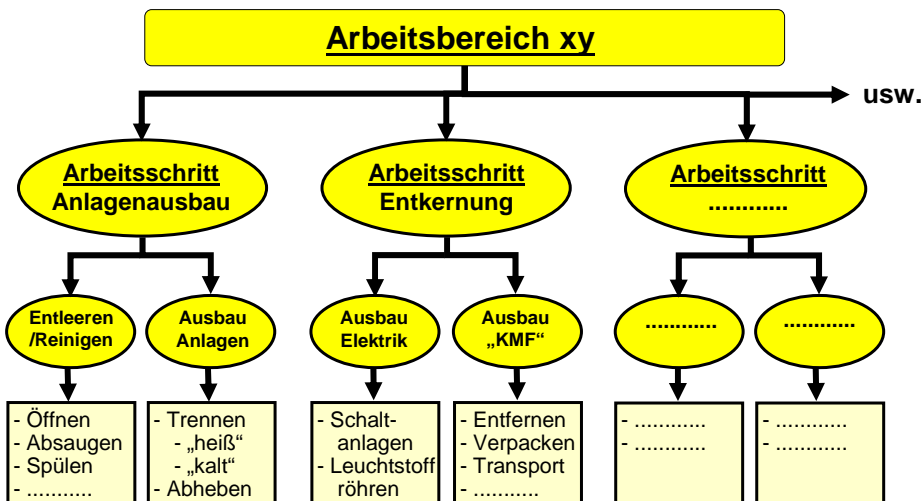 Arbeitsbereich xy
usw.
Arbeitsschritt
Anlagenausbau
Arbeitsschritt
Entkernung
Arbeitsschritt
............
Entleeren
/Reinigen
Ausbau
Anlagen
Ausbau
Elektrik
Ausbau
„KMF"
............
............
- Öffnen
- Absaugen
- Spülen
- ...........
- Trennen
- „heiß"
- „kalt"
- Abheben
- Schalt-
anlagen
- Leuchtstoff
röhren
- Entfernen
- Verpacken
- Transport
- ...........
- ............
- ............
- ............
- ............